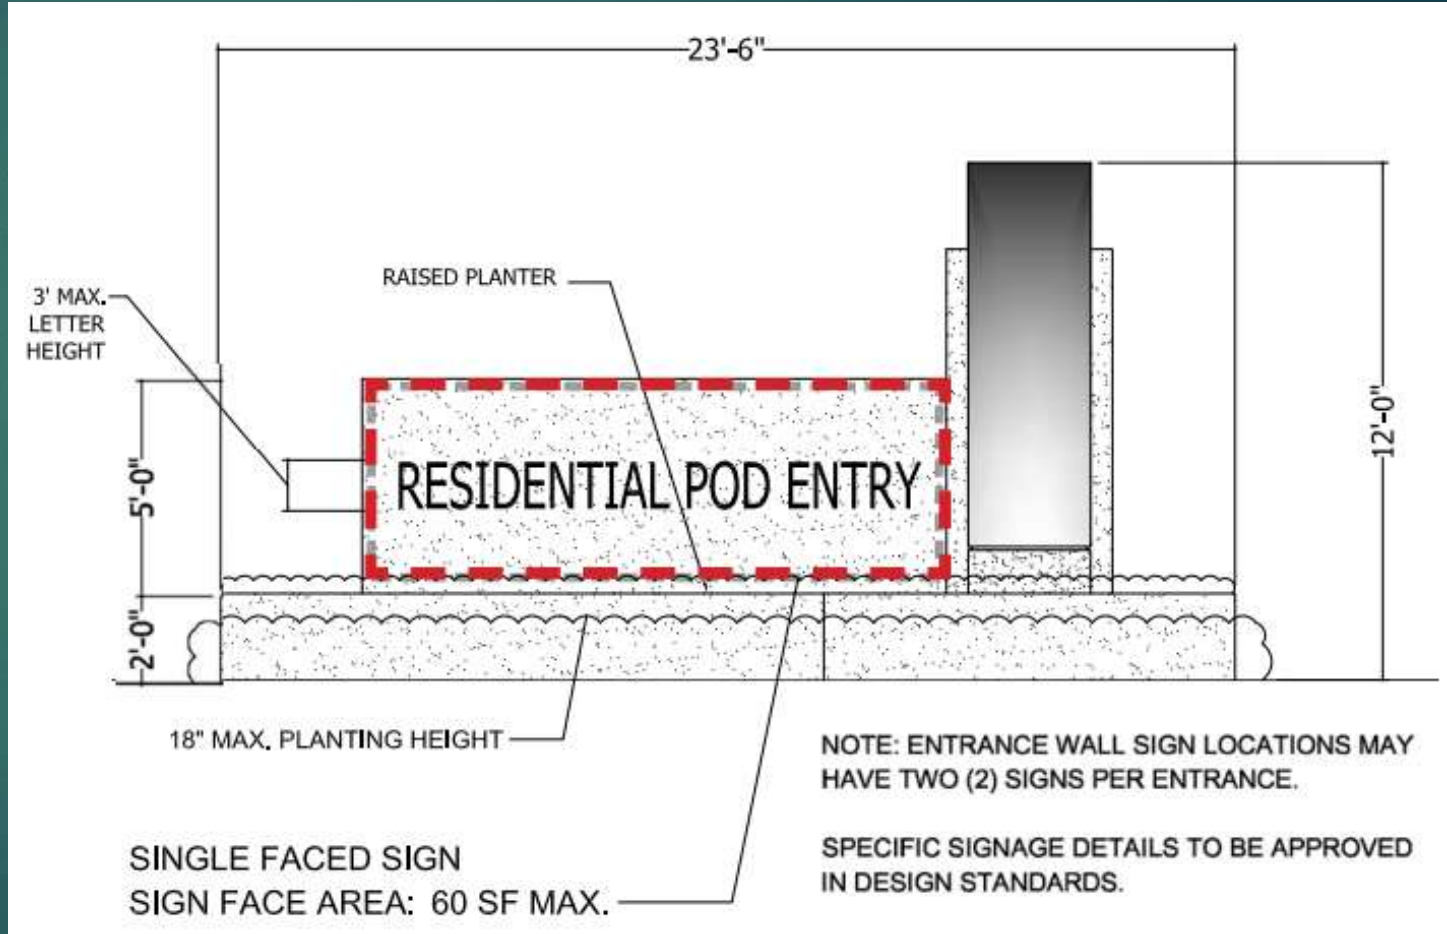 23'-6"
RAISED PLANTER
3' MAX.
LETTER
HEIGHT
12'-0"
5'-0"
RESIDENTIAL POD ENTRY
2'-0"
18" MAX. PLANTING HEIGHT
NOTE: ENTRANCE WALL SIGN LOCATIONS MAY
HAVE TWO (2) SIGNS PER ENTRANCE.
SINGLE FACED SIGN
SIGN FACE AREA: 60 SF MAX.
SPECIFIC SIGNAGE DETAILS TO BE APPROVED
IN DESIGN STANDARDS.